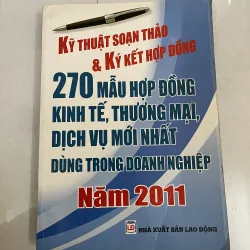 KỸ THUẬT SOẠN THẢO
& KÝ KẾT HỢP ĐỒNG
270 MẪU HỢP ĐỒNG
KINH TẾ, THƯƠNG MẠI,
DỊCH VỤ MỚI NHẤT
DÙNG TRONG DOANH NGHIỆP
Năm 2011
NHÀ XUẤT BẢN LAO ĐỘNG